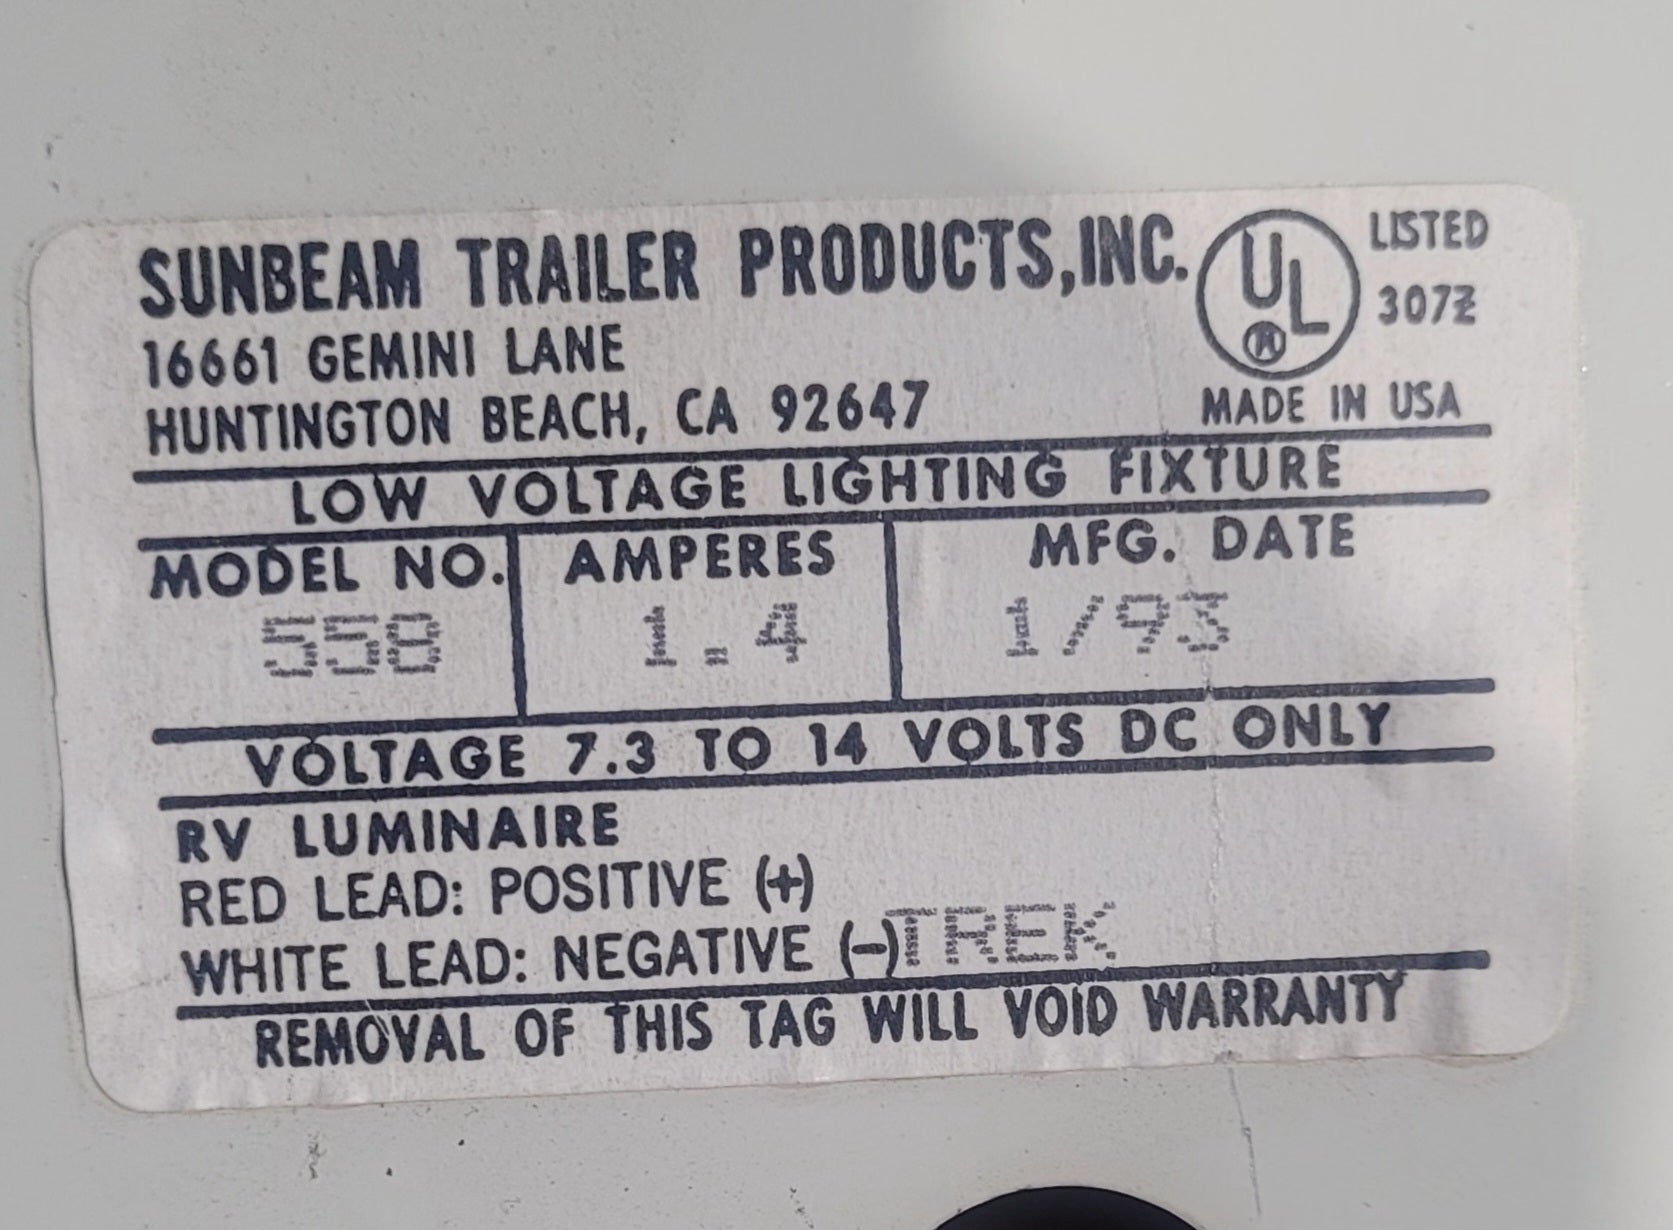 SUNBEAM TRAILER PRODUCTS, INC.
16661 GEMINI LANE
HUNTINGTON BEACH, CA 92647
UL
LISTED
307Z
MADE IN USA
LOW VOLTAGE LIGHTING FIXTURE
MODEL NO. AMPERES MFG. DATE
1.4 1/93
VOLTAGE 7.3 TO 14 VOLTS DC ONLY
RV LUMINAIRE
RED LEAD: POSITIVE (+)
WHITE LEAD: NEGATIVE (–) TREK
REMOVAL OF THIS TAG WILL VOID WARRANTY